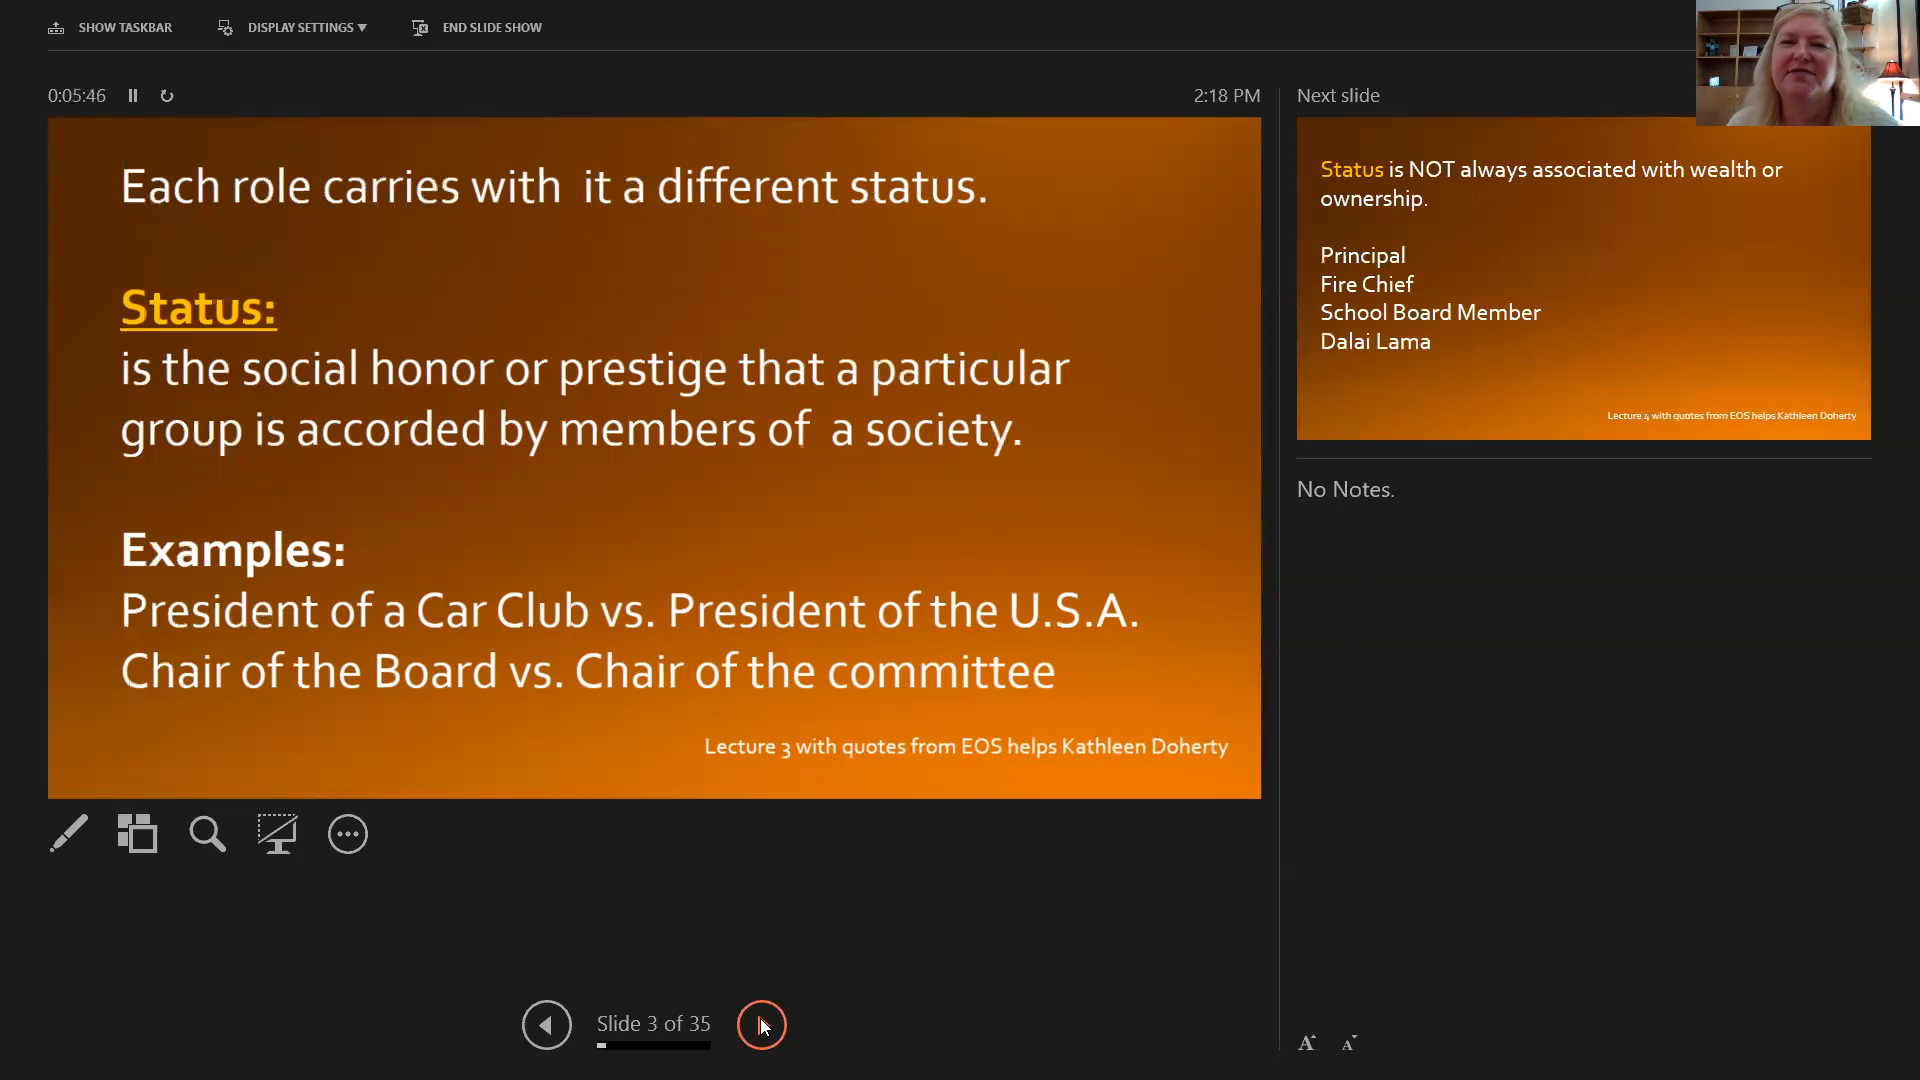 SHOW TASKBAR
DISPLAY SETTINGS
END SLIDE SHOW
0:05:46
2:18 PM
Each role carries with  it a different status.
Status:
is the social honor or prestige that a particular
group is accorded by members of  a society.
Examples:
President of a Car Club vs. President of the U.S.A.
Chair of the Board vs. Chair of the committee
Lecture 3 with quotes from EOS helps Kathleen Doherty
Slide 3 of 35
Next slide
Status is NOT always associated with wealth or
ownership.
Principal
Fire Chief
School Board Member
Dalai Lama
Lecture 4 with quotes from EOS helps Kathleen Doherty
No Notes.
A A